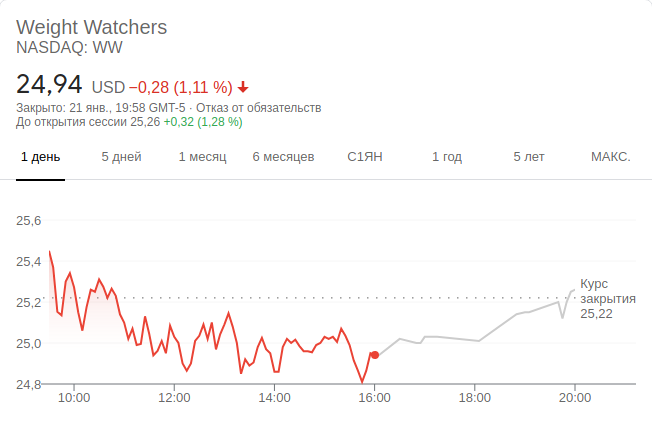 Weight Watchers
NASDAQ: WW
24,94 USD −0,28 (1,11 %)
Закрыто: 21 янв., 19:58 GMT-5 · Отказ от обязательств
До открытия сессии 25,26 +0,32 (1,28 %)
1 день 5 дней 1 месяц 6 месяцев С1ЯН 1 год 5 лет МАКС.
25,6
25,4
Курс
закрытия
25,22
25,2
25,0
24,8
10:00 12:00 14:00 16:00 18:00 20:00